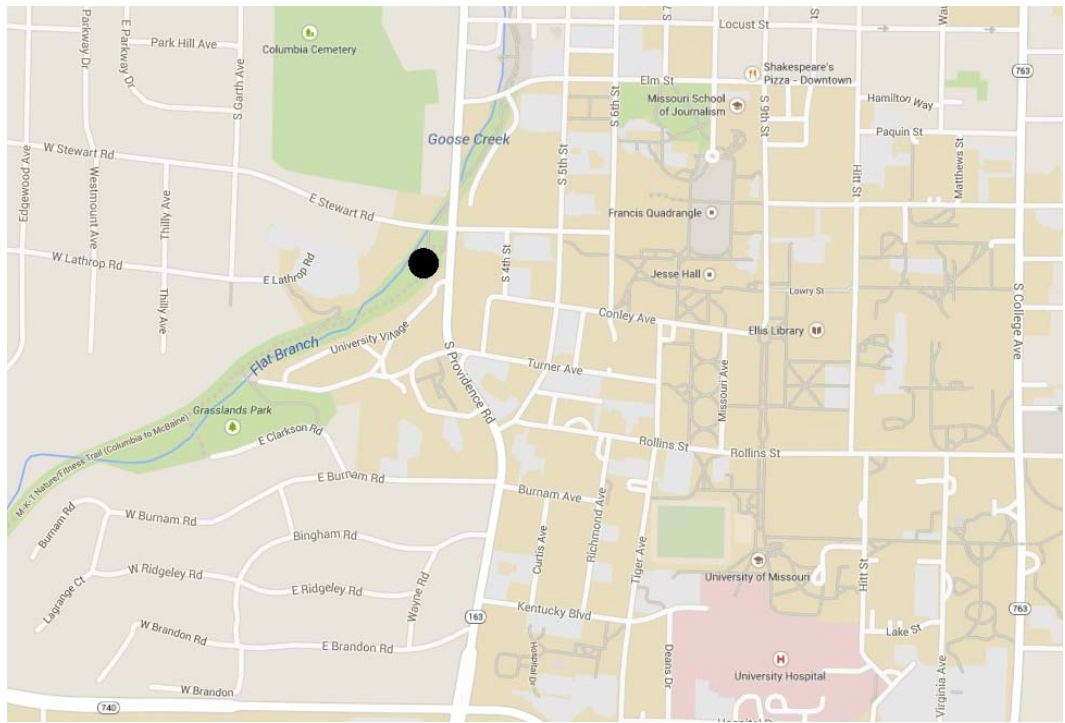 Locust St
S 7
St
Wau
E Parkway Dr
Parkway Dr
Park Hill Ave
Columbia Cemetery
S Garth Ave
Elm St
Shakespeare's
Pizza - Downtown
763
Missouri School
of Journalism
S 6th St
S 9th St
Hamilton Way
Paquin St
Goose Creek
W Stewart Rd
Edgewood Ave
Westmount Ave
Thilly Ave
S 5th St
Hitt St
Matthews St
E Stewart Rd
Francis Quadrangle
W Lathrop Rd
E Lathrop Rd
S 4th St
Jesse Hall
Thilly Ave
Lowry St
S College Ave
Conley Ave
Ellis Library
Flat Branch
University Village
S Providence Rd
Turner Ave
Missouri Ave
Grasslands Park
E Clarkson Rd
Rollins St
Rollins St
M-K-T Nature/Fitness Trail (Columbia to McBaine)
E Burnam Rd
Burnam Ave
Richmond Ave
W Burnam Rd
Burnam Rd
Bingham Rd
Curtis Ave
Tiger Ave
W Ridgeley Rd
E Ridgeley Rd
Wayne Rd
University of Missouri
Hitt St
Lagrange Ct
Kentucky Blvd
163
763
W Brandon Rd
E Brandon Rd
Lake St
Hospital Dr
Deans Dr
University Hospital
Virginia Ave
W Brandon
740
Hospital D